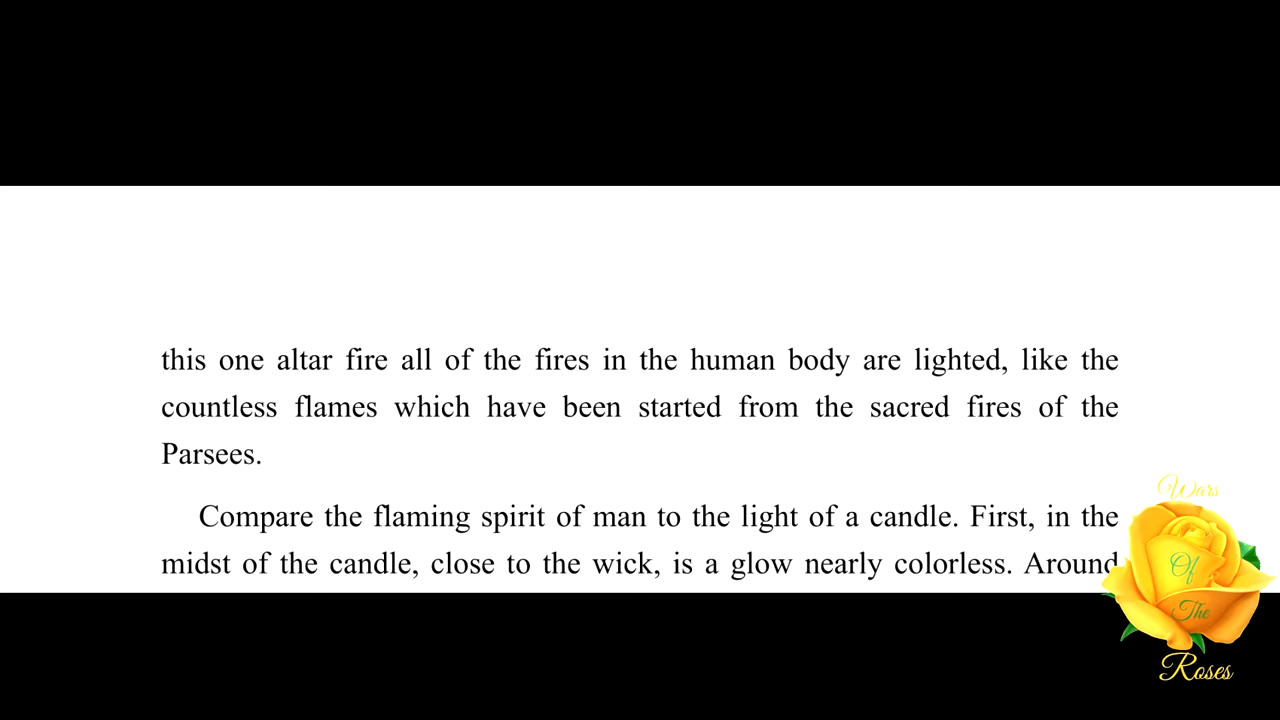 this one altar fire all of the fires in the human body are lighted, like the
countless flames which have been started from the sacred fires of the
Parsees.
Compare the flaming spirit of man to the light of a candle. First, in the
midst of the candle, close to the wick, is a glow nearly colorless. Around
Wars
Of
The
Roses